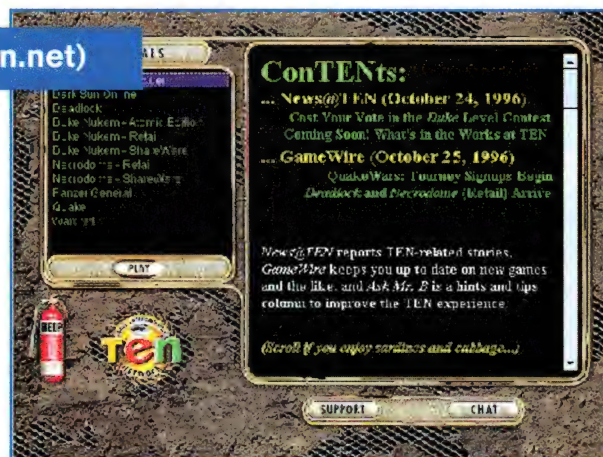 n.net)
ALS
Dark Sun Online
Deadlock
Duke Nukem - Atomic Edition
Duke Nukem - Retail
Duke Nukem - ShareWare
Necrodome - Retail
Necrodome - ShareWare
Panzer General
Quake
PLAY
HELP
TEN
ConTENts:
... News@TEN (October 24, 1996)
Cast Your Vote in the Duke Level Contest
Coming Soon! What's in the Works at TEN
... GameWire (October 25, 1996)
QuakeWars: Tourney Signups Begin
Deadlock and Necrodome (Retail) Arrive
News@TEN reports TEN-related stories,
GameWire keeps you up to date on new games
and the like, and Ask Mr. B is a hints and tips
column to improve the TEN experience.
(Scroll if you enjoy sardines and cabbage...)
SUPPORT
CHAT